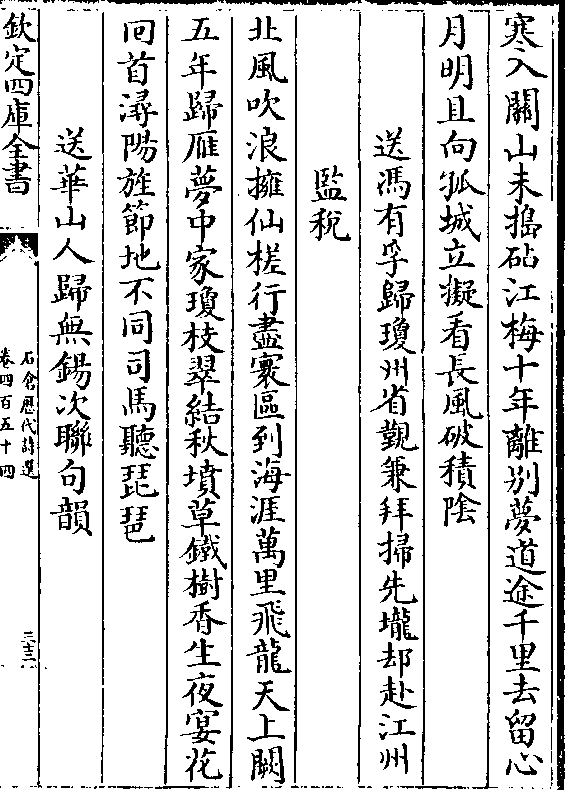 寒入關山未搗砧江梅十年離别夢道途千里去留心
月明且向孤城立擬看長風破積陰
送馮有孚歸瓊州省覲兼拜掃先壠却赴江州
監稅
北風吹浪擁仙槎行盡寰區到海涯萬里飛龍天上闕
五年歸雁夢中家瓊枝翠結秋墳草鐵樹香生夜宴花
回首潯陽旌節地不同司馬聽琵琶
送華山人歸無錫次聯句韻
欽定四庫全書
石倉歷代詩選
卷四百五十四